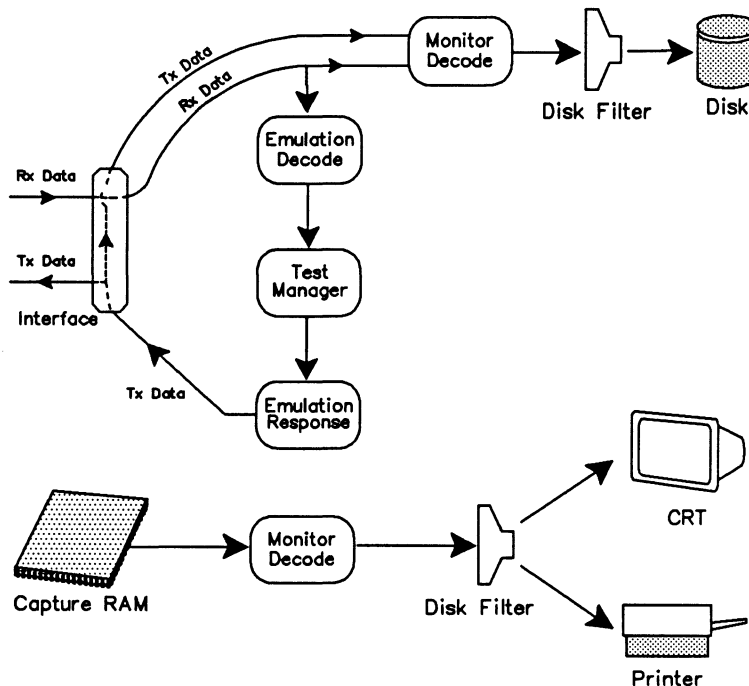 Tx Data
Rx Data
Monitor
Decode
Disk Filter
Disk
Emulation
Decode
Rx Data
Tx Data
Interface
Test
Manager
Tx Data
Emulation
Response
Capture RAM
Monitor
Decode
Disk Filter
CRT
Printer